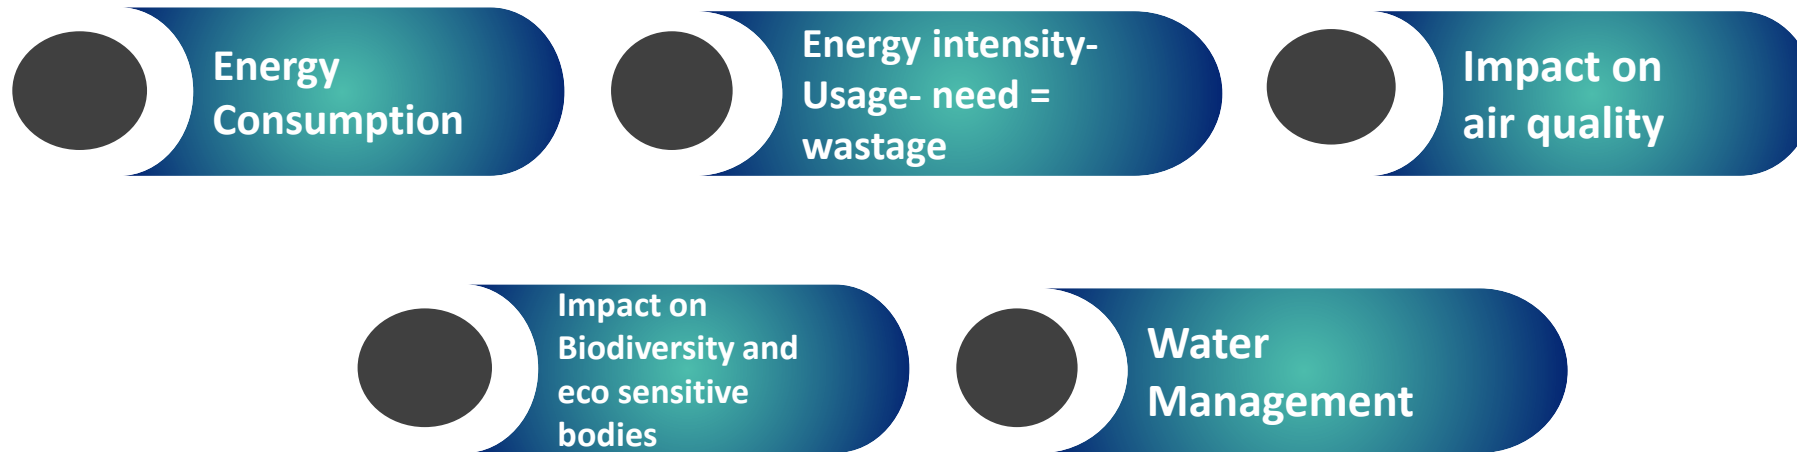 Energy
Consumption
Energy intensity-
Usage- need =
wastage
Impact on
air quality
Impact on
Biodiversity and
eco sensitive
bodies
Water
Management